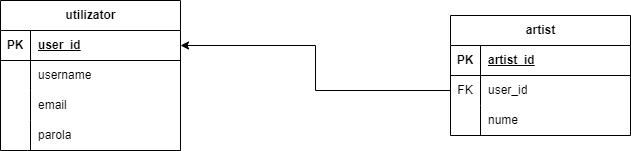 utilizator
PK user_id
username
email
parola
artist
PK artist_id
FK user_id
nume